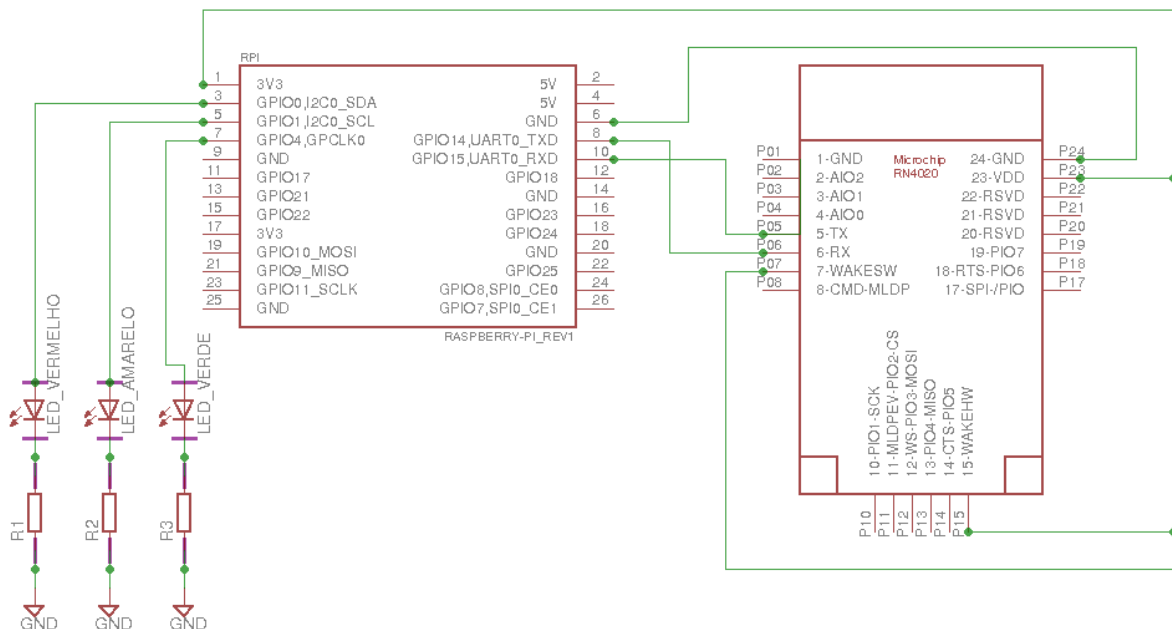 RPI
1 3V3 5V 2
3 GPIO0,I2C0_SDA 5V 4
5 GPIO1,I2C0_SCL GND 6
7 GPIO4,GPCLK0 GPIO14,UART0_TXD 8
9 GND GPIO15,UART0_RXD 10
11 GPIO17 GPIO18 12
13 GPIO21 GND 14
15 GPIO22 GPIO23 16
17 3V3 GPIO24 18
19 GPIO10_MOSI GND 20
21 GPIO9_MISO GPIO25 22
23 GPIO11_SCLK GPIO8,SPI0_CE0 24
25 GND GPIO7,SPI0_CE1 26
RASPBERRY-PI_REV1
Microchip
RN4020
P01 1-GND 24-GND P24
P02 2-AIO2 23-VDD P23
P03 3-AIO1 22-RSVD P22
P04 4-AIO0 21-RSVD P21
P05 5-TX 20-RSVD P20
P06 6-RX 19-PIO7 P19
P07 7-WAKESW 18-RTS-PIO6 P18
P08 8-CMD-MLDP 17-SPI-/PIO P17
10-PIO1-SCK
11-MLDPEV-PIO2-CS
12-WS-PIO3-MOSI
13-PIO4-MISO
14-CTS-PIO5
15-WAKEHW
P10
P11
P12
P13
P14
P15
LED_VERMELHO
LED_AMARELO
LED_VERDE
R1
R2
R3
GND
GND
GND